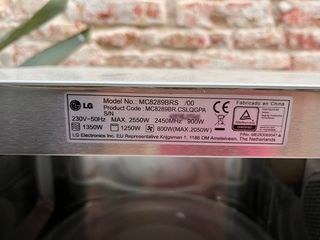 LG
Model No.: MC8289BRS /00
Product Code.: MC8289BR.CSLQGPA
S/N
230V~50Hz MAX. 2550W 2450MHz 900W
1350W 1250W 800W(MAX.2050W)
LG Electronics Inc. EU Representative Krijgsman 1, 1186 DM Amstelveen, The Netherlands
Fabricado en China